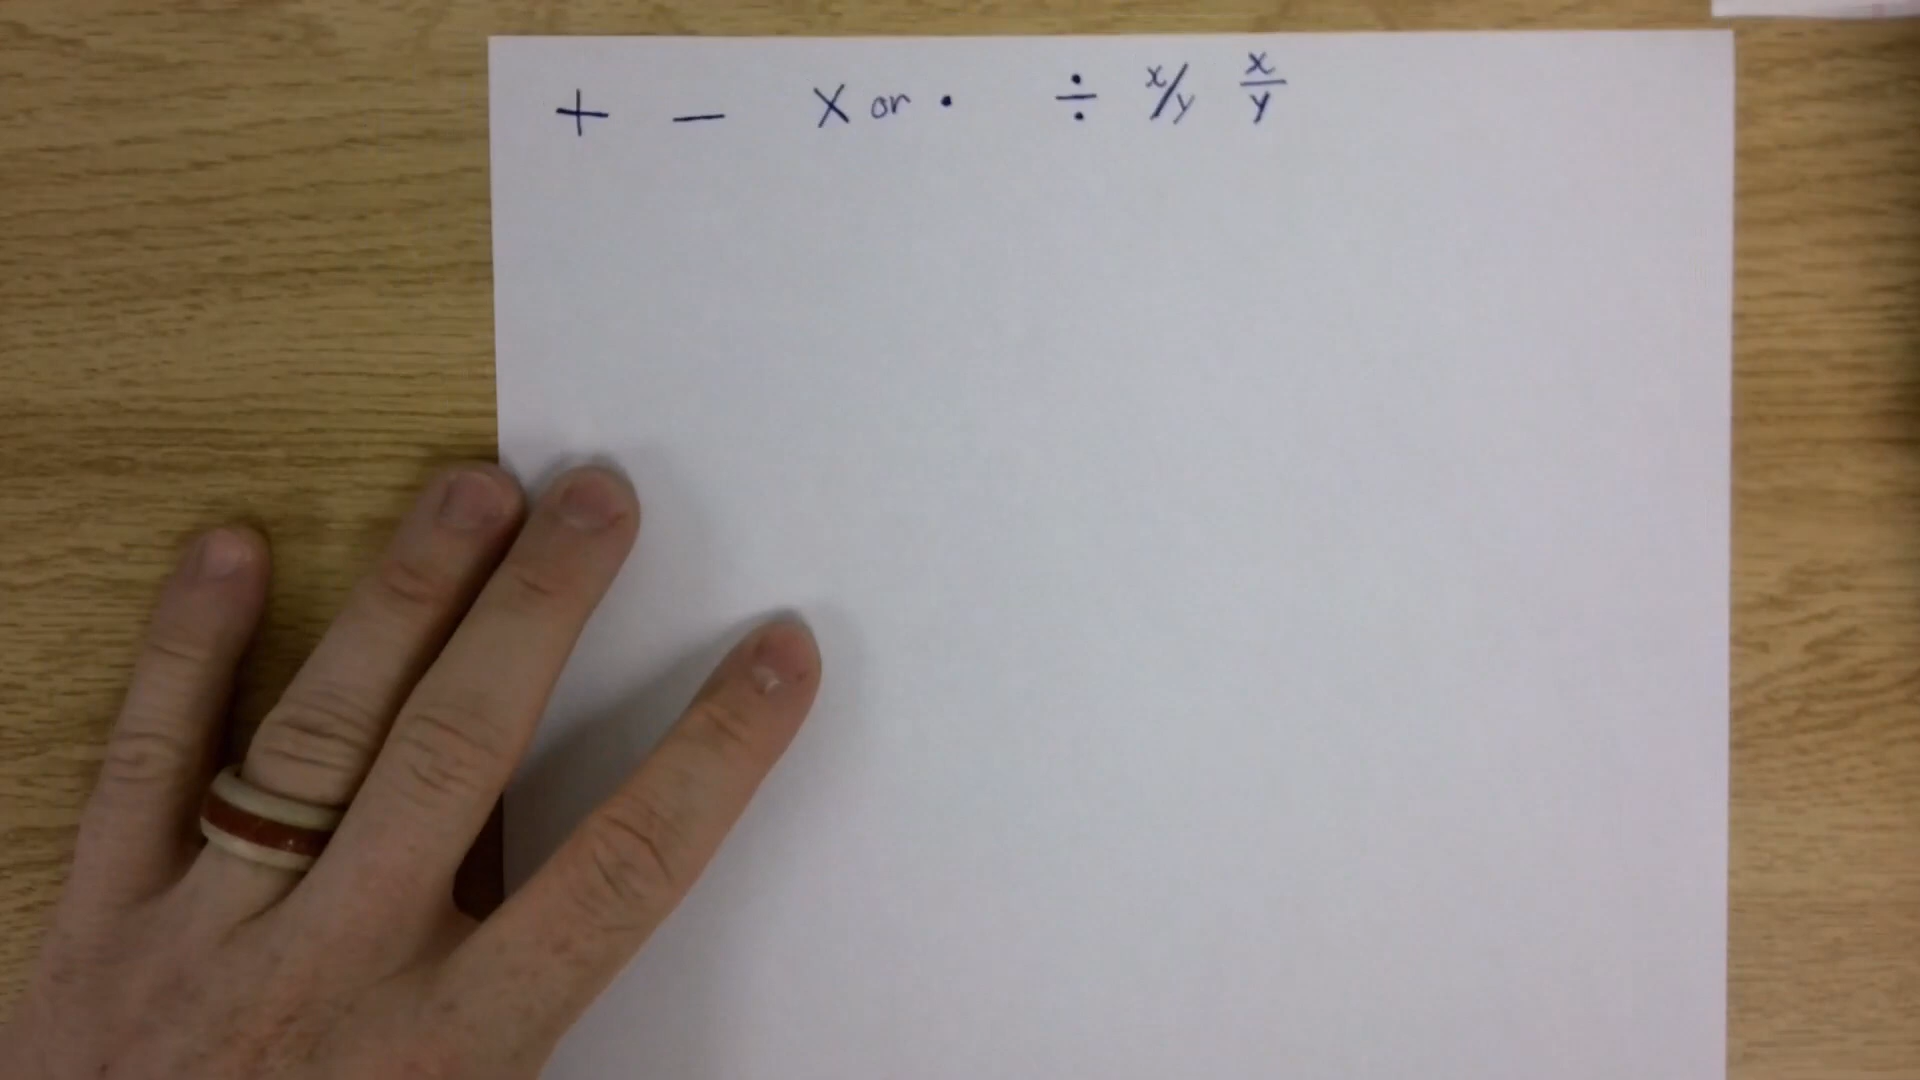 + − X or · ÷ x/y x/y